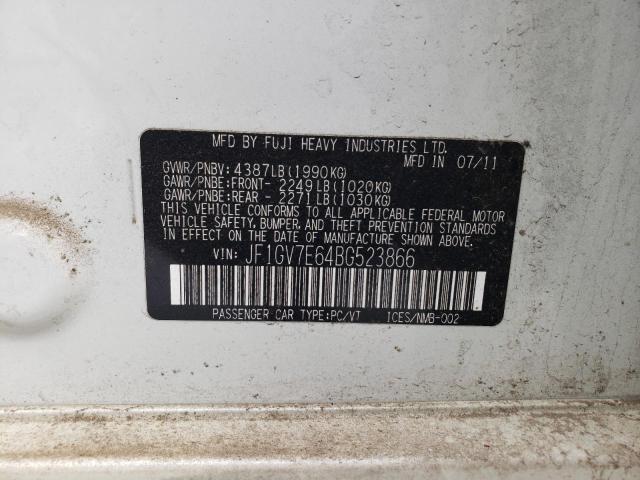 MFD BY FUJI HEAVY INDUSTRIES LTD.
MFD IN 07/11
GVWR/PNBV: 4387LB(1990KG)
GAWR/PNBE:FRONT- 2249LB(1020KG)
GAWR/PNBE:REAR - 2271LB(1030KG)
THIS VEHICLE CONFORMS TO ALL APPLICABLE FEDERAL MOTOR
VEHICLE SAFETY, BUMPER, AND THEFT PREVENTION STANDARDS
IN EFFECT ON THE DATE OF MANUFACTURE SHOWN ABOVE.
VIN: JF1GV7E64BG523866
PASSENGER CAR TYPE:PC/VT ICES/NMB-002